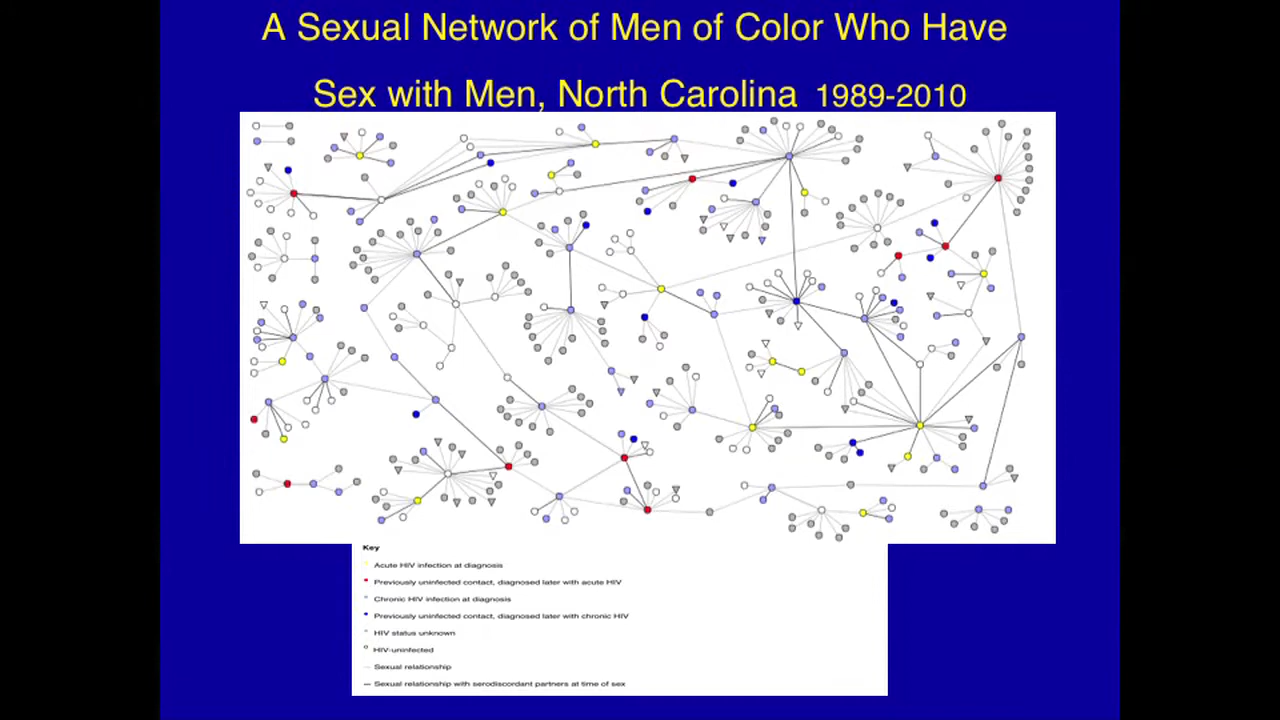 A Sexual Network of Men of Color Who Have
Sex with Men, North Carolina 1989-2010
Key
Acute HIV infection at diagnosis
Previously uninfected contact, diagnosed later with acute HIV
Chronic HIV infection at diagnosis
Previously uninfected contact, diagnosed later with chronic HIV
HIV status unknown
HIV-uninfected
Sexual relationship
Sexual relationship with serodiscordant partners at time of sex